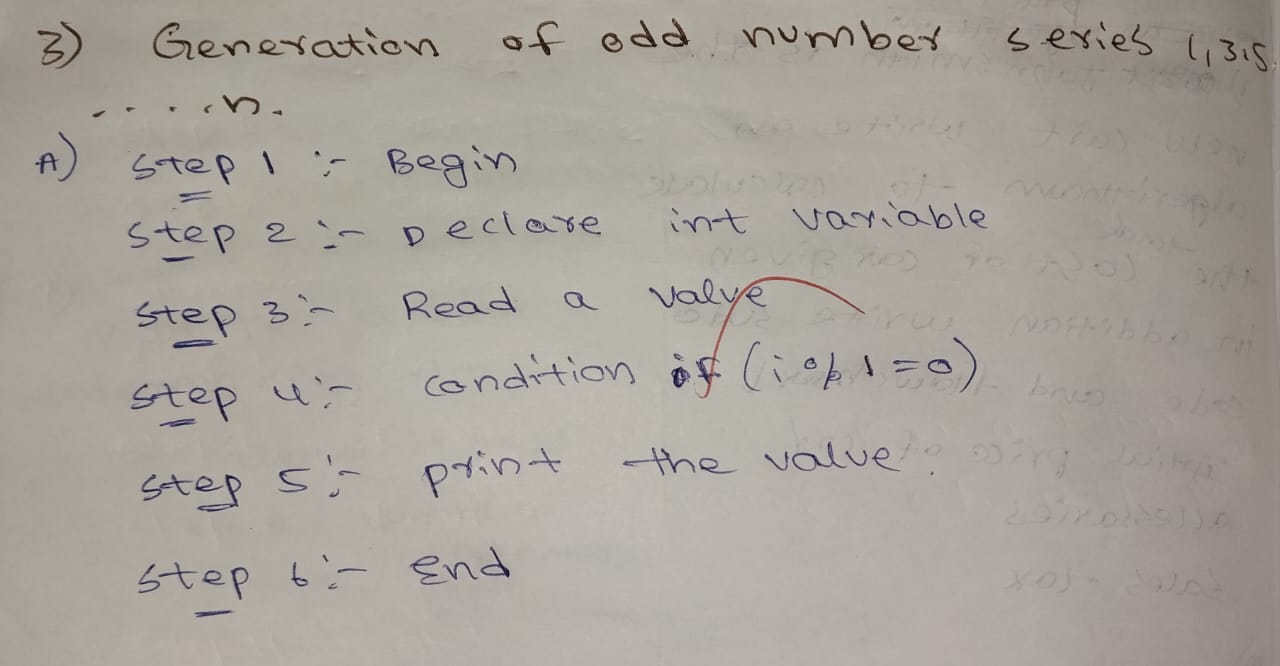 3) Generation of odd number series 1,3,5
.....n.
A) Step 1 :- Begin
Step 2 :- Declare int variable
Step 3 :- Read a value
Step 4 :- condition if (i % 1 = 0)
Step 5 :- print the value.
Step 6 :- End